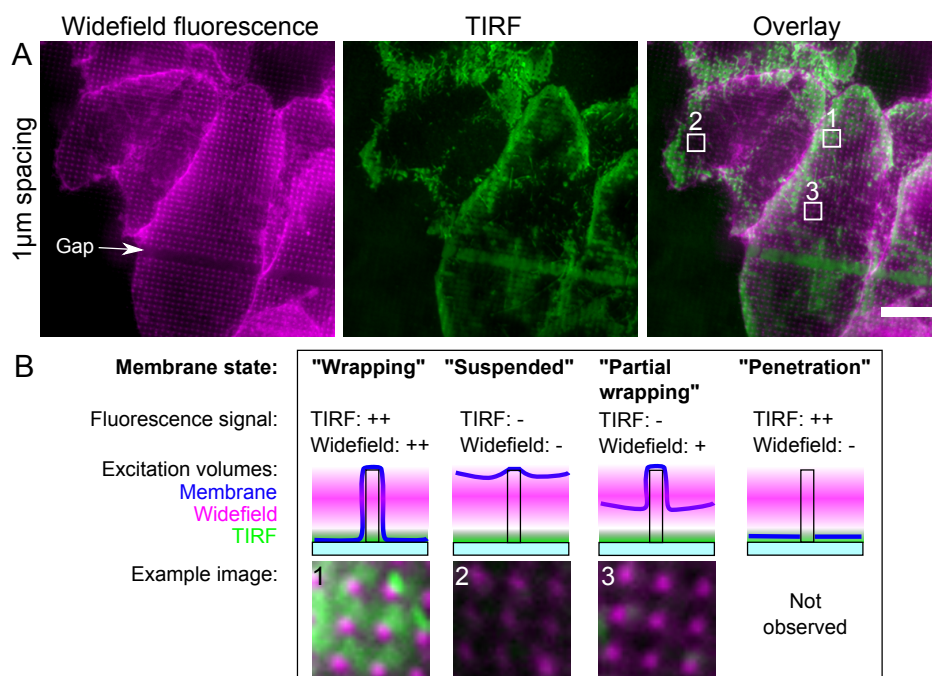 Widefield fluorescence TIRF Overlay
A
1µm spacing
Gap
1
2
3
B
Membrane state: "Wrapping" "Suspended" "Partial wrapping" "Penetration"
Fluorescence signal: TIRF: ++ TIRF: - TIRF: - TIRF: ++
Widefield: ++ Widefield: - Widefield: + Widefield: -
Excitation volumes:
Membrane
Widefield
TIRF
Example image: 1 2 3 Not observed